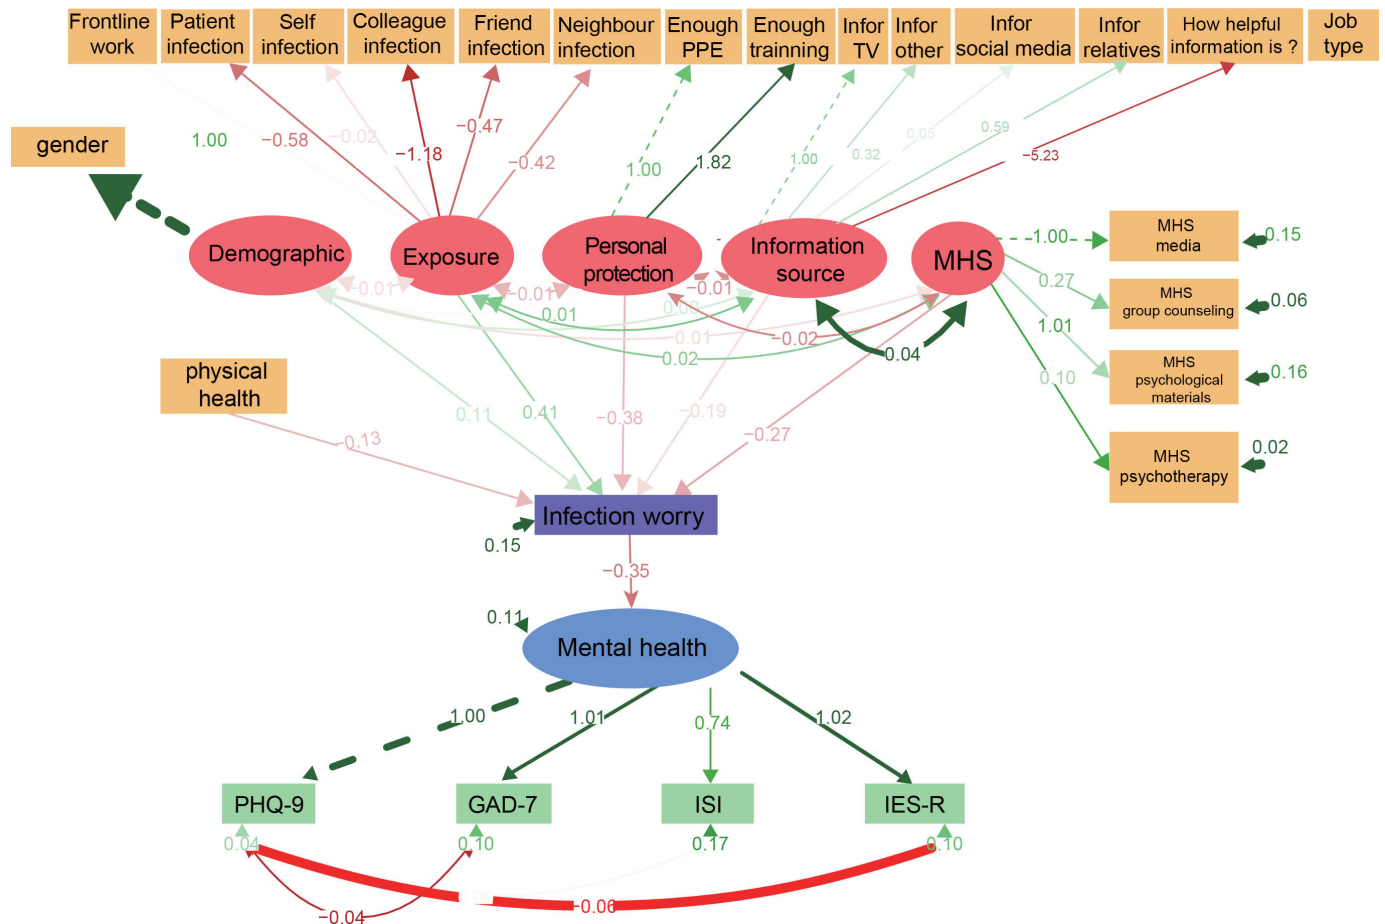 Frontline work
Patient infection
Self infection
Colleague infection
Friend infection
Neighbour infection
Enough PPE
Enough trainning
Infor TV
Infor other
Infor social media
Infor relatives
How helpful information is ?
Job type
gender
1.00
−0.58
−0.02
−1.18
−0.47
−0.42
1.00
1.82
1.00
0.32
0.05
0.59
−5.23
Demographic
Exposure
Personal protection
Information source
MHS
1.00
0.27
1.01
0.10
MHS media
0.15
MHS group counseling
0.06
MHS psychological materials
0.16
MHS psychotherapy
0.02
−0.01
−0.01
−0.01
0.01
−0.01
−0.02
0.02
0.04
physical health
−0.13
0.11
0.41
−0.38
−0.19
−0.27
Infection worry
0.15
−0.35
0.11
Mental health
1.00
1.01
0.74
1.02
PHQ-9
GAD-7
ISI
IES-R
0.04
0.10
0.17
0.10
−0.04
−0.06